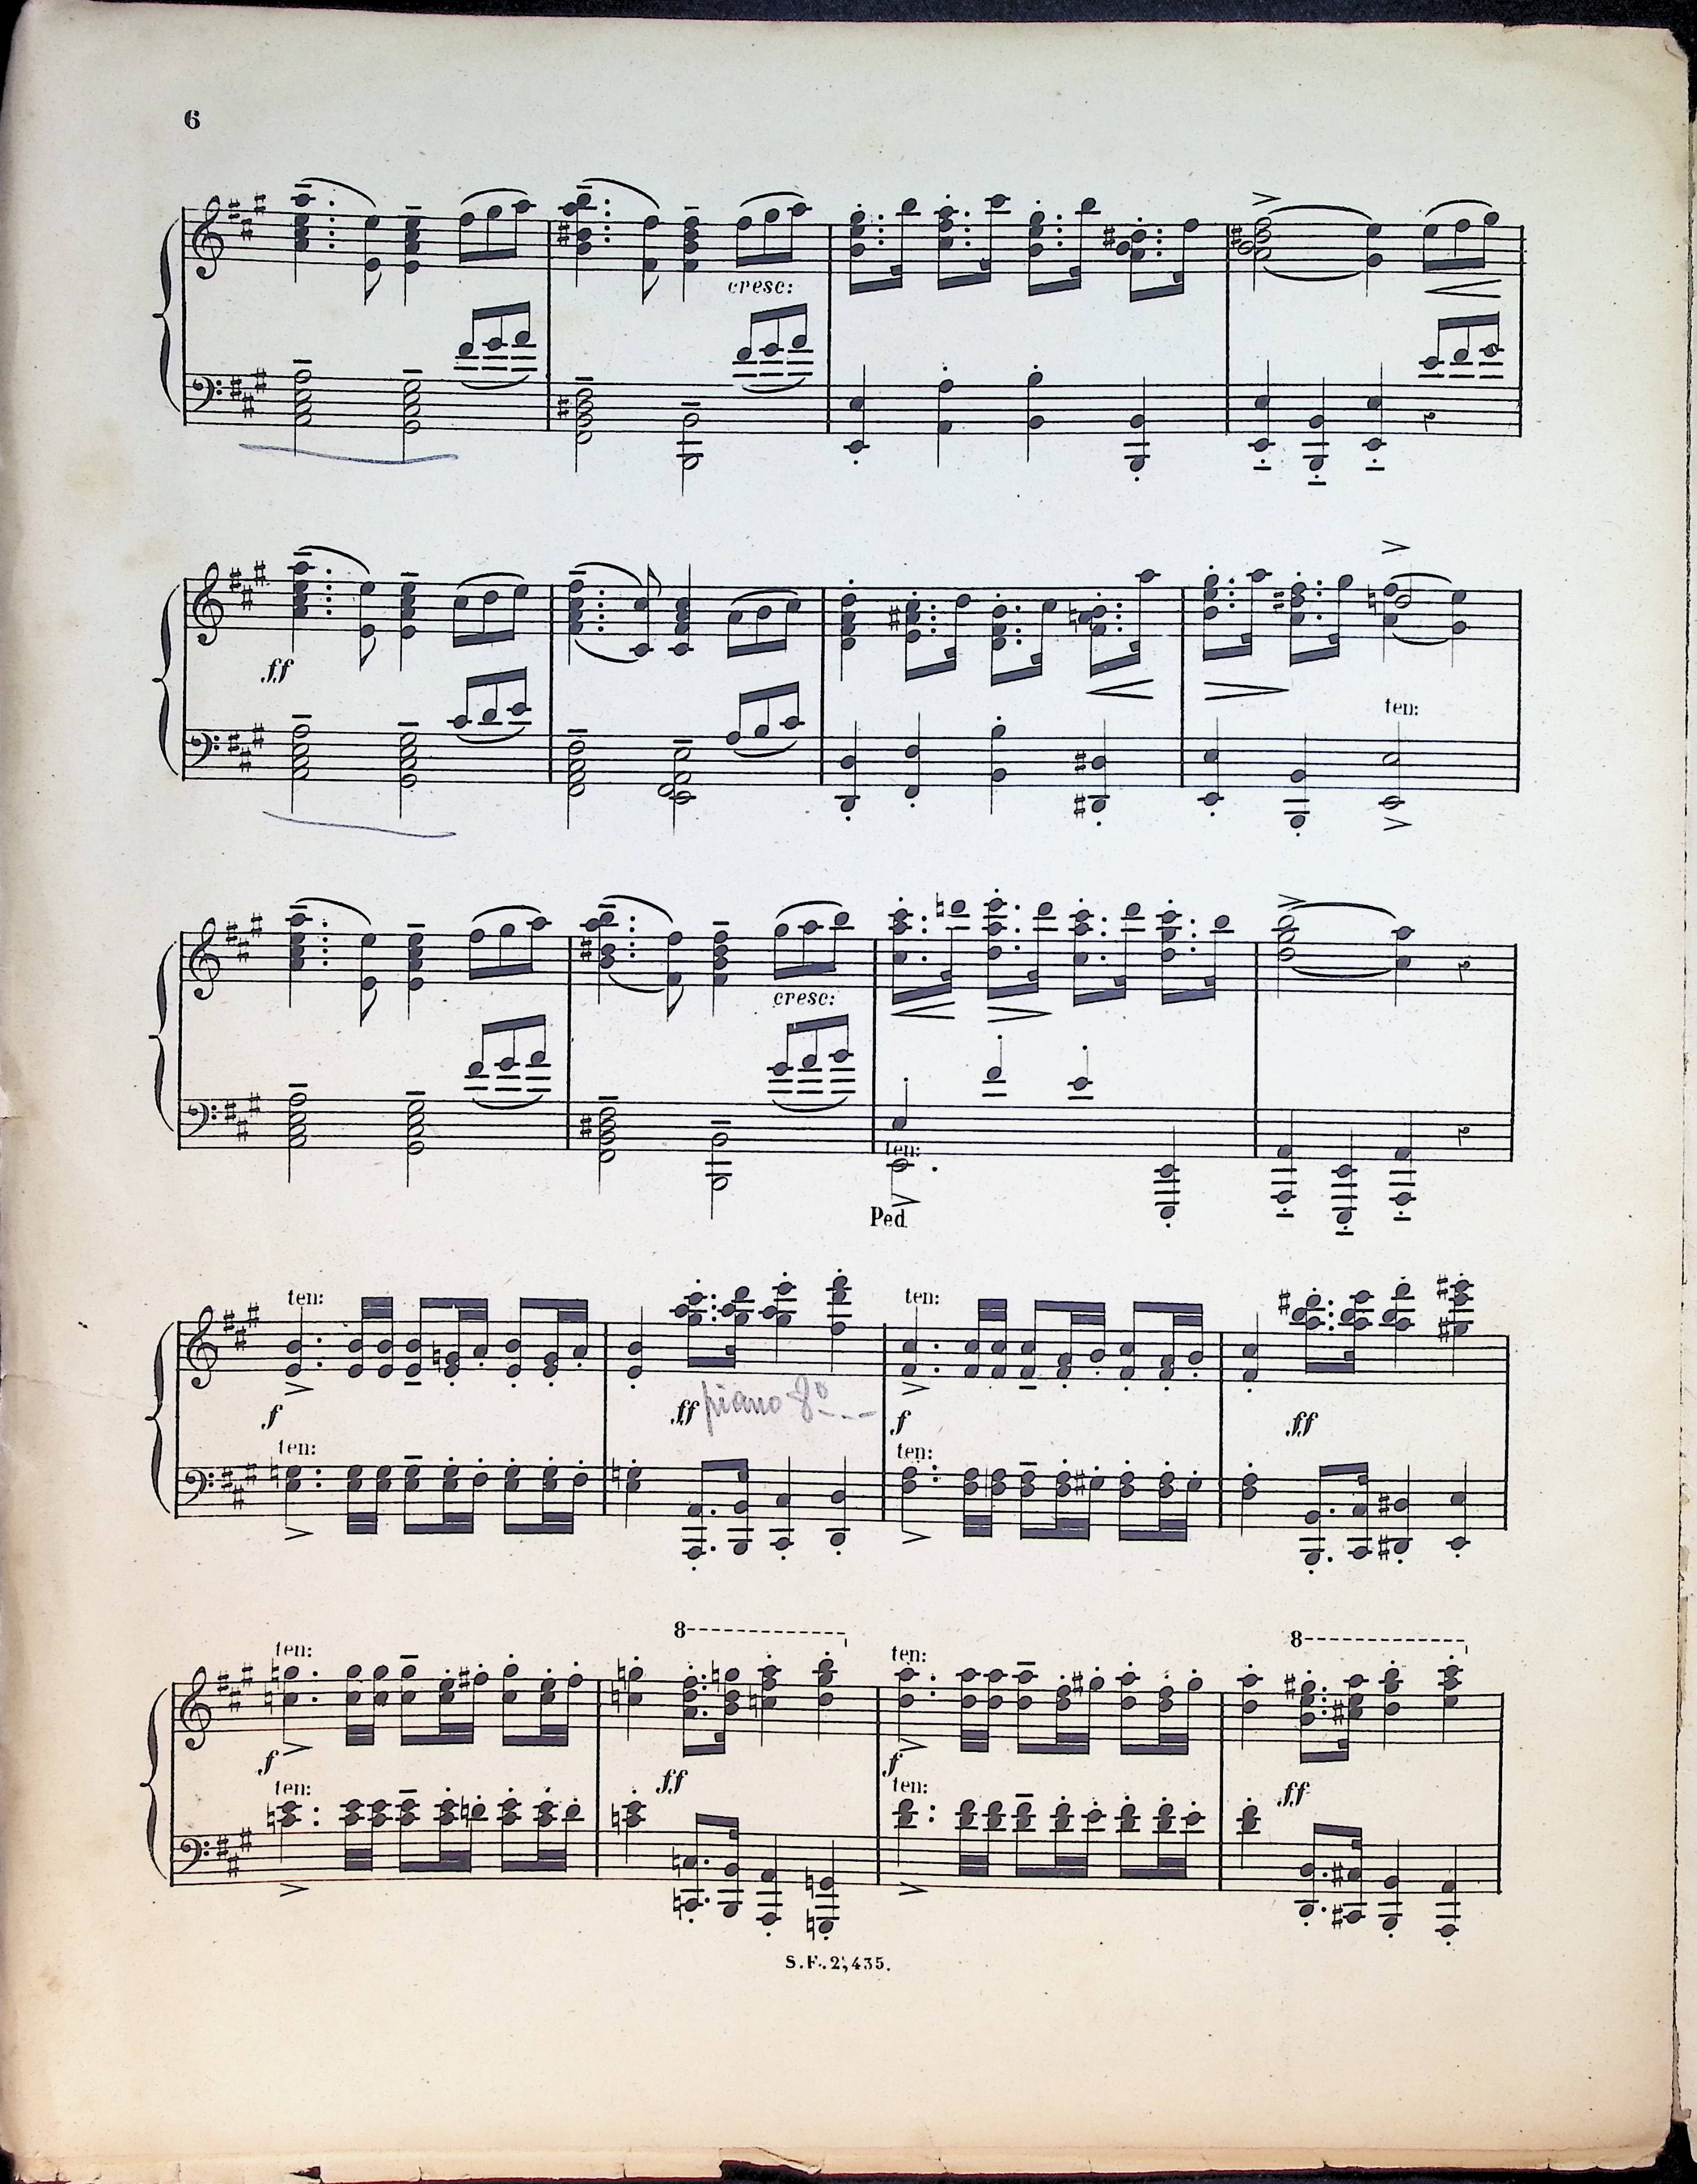 6
cresc:
ff
ten:
cresc:
ten:
Ped
ten: ten:
f ff piano 8º--- f ff
ten: ten:
8 8
ten: ten:
f ff f ff
ten: ten:
S.F. 2,435.